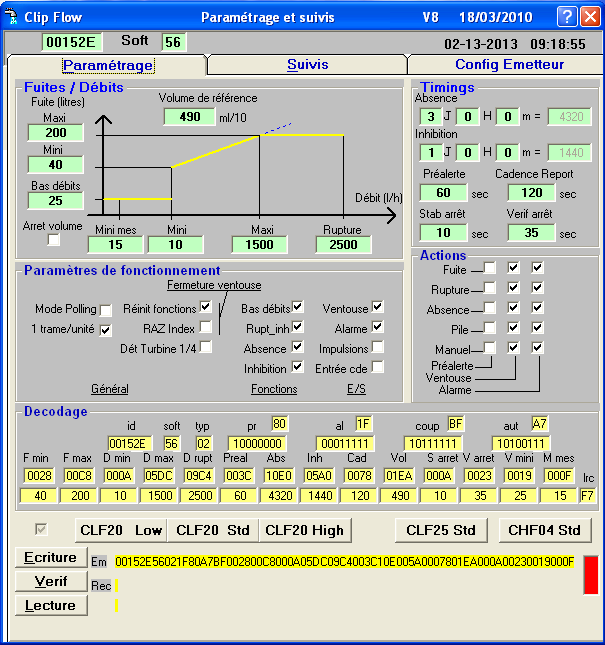 Clip Flow Paramétrage et suivis V8 18/03/2010
00152E Soft 56 02-13-2013 09:18:55
Paramétrage Suivis Config Emetteur
Fuites / Débits
Fuite (litres)
Maxi
200
Mini
40
Bas débits
25
Arret volume
Volume de référence
490 ml/10
Débit (l/h)
Mini mes Mini Maxi Rupture
15 10 1500 2500
Timings
Absence
3 J 0 H 0 m = 4320
Inhibition
1 J 0 H 0 m = 1440
Préalerte Cadence Report
60 sec 120 sec
Stab arrêt Verif arrêt
10 sec 35 sec
Paramètres de fonctionnement
Fermeture ventouse
Mode Polling Réinit fonctions Bas débits Ventouse
1 trame/unité RAZ Index Rupt_inh Alarme
Dét Turbine 1/4 Absence Impulsions
Inhibition Entrée cde
Général Fonctions E/S
Actions
Fuite
Rupture
Absence
Pile
Manuel
Préalerte
Ventouse
Alarme
Decodage
id soft typ pr 80 al 1F coup BF aut A7
00152E 56 02 10000000 00011111 10111111 10100111
F min F max D min D max D rupt Preal Abs Inh Cad Vol S arret V arret V mini M mes
0028 00C8 000A 05DC 09C4 003C 10E0 05A0 0078 01EA 000A 0023 0019 000F lrc
40 200 10 1500 2500 60 4320 1440 120 490 10 35 25 15 F7
CLF20 Low CLF20 Std CLF20 High CLF25 Std CHF04 Std
Ecriture Em 00152E56021F80A7BF002800C8000A05DC09C4003C10E005A0007801EA000A00230019000F
Verif Rec
Lecture